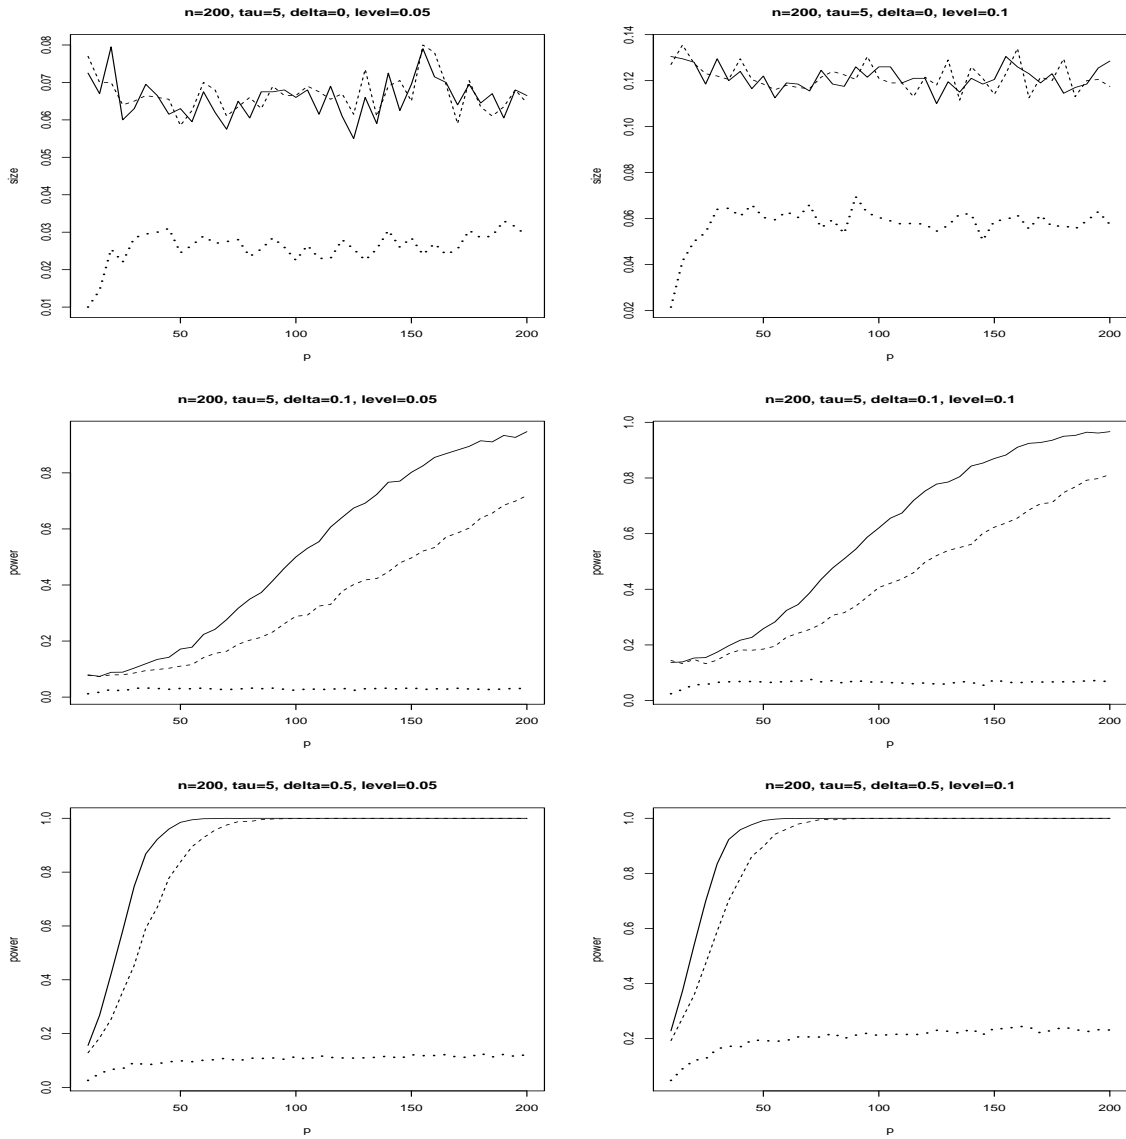 n=200, tau=5, delta=0, level=0.05
size
0.01 0.02 0.03 0.04 0.05 0.06 0.07 0.08
50 100 150 200
p
n=200, tau=5, delta=0, level=0.1
size
0.02 0.04 0.06 0.08 0.10 0.12 0.14
50 100 150 200
p
n=200, tau=5, delta=0.1, level=0.05
power
0.0 0.2 0.4 0.6 0.8
50 100 150 200
p
n=200, tau=5, delta=0.1, level=0.1
power
0.0 0.2 0.4 0.6 0.8 1.0
50 100 150 200
p
n=200, tau=5, delta=0.5, level=0.05
power
0.0 0.2 0.4 0.6 0.8 1.0
50 100 150 200
p
n=200, tau=5, delta=0.5, level=0.1
power
0.2 0.4 0.6 0.8 1.0
50 100 150 200
p